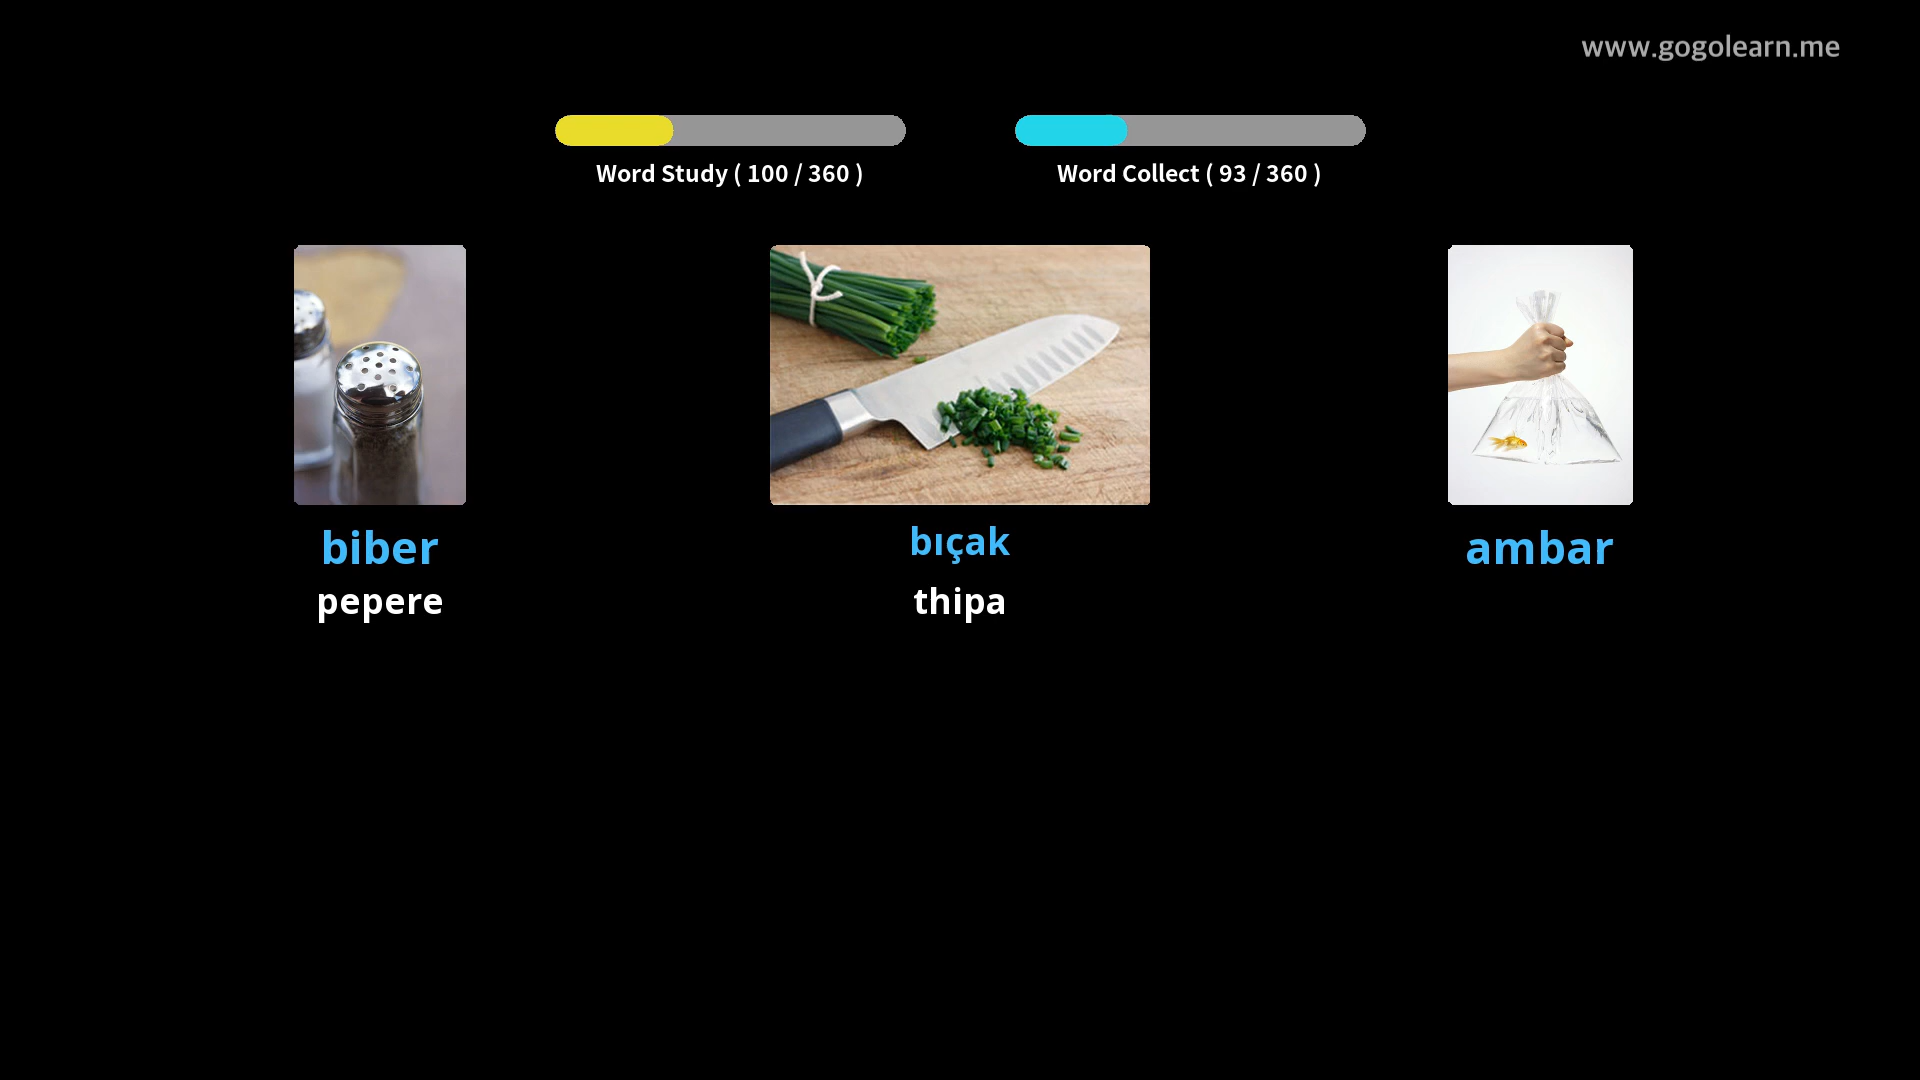 www.gogolearn.me
Word Study ( 100 / 360 )
Word Collect ( 93 / 360 )
biber
bıçak
ambar
pepere
thipa